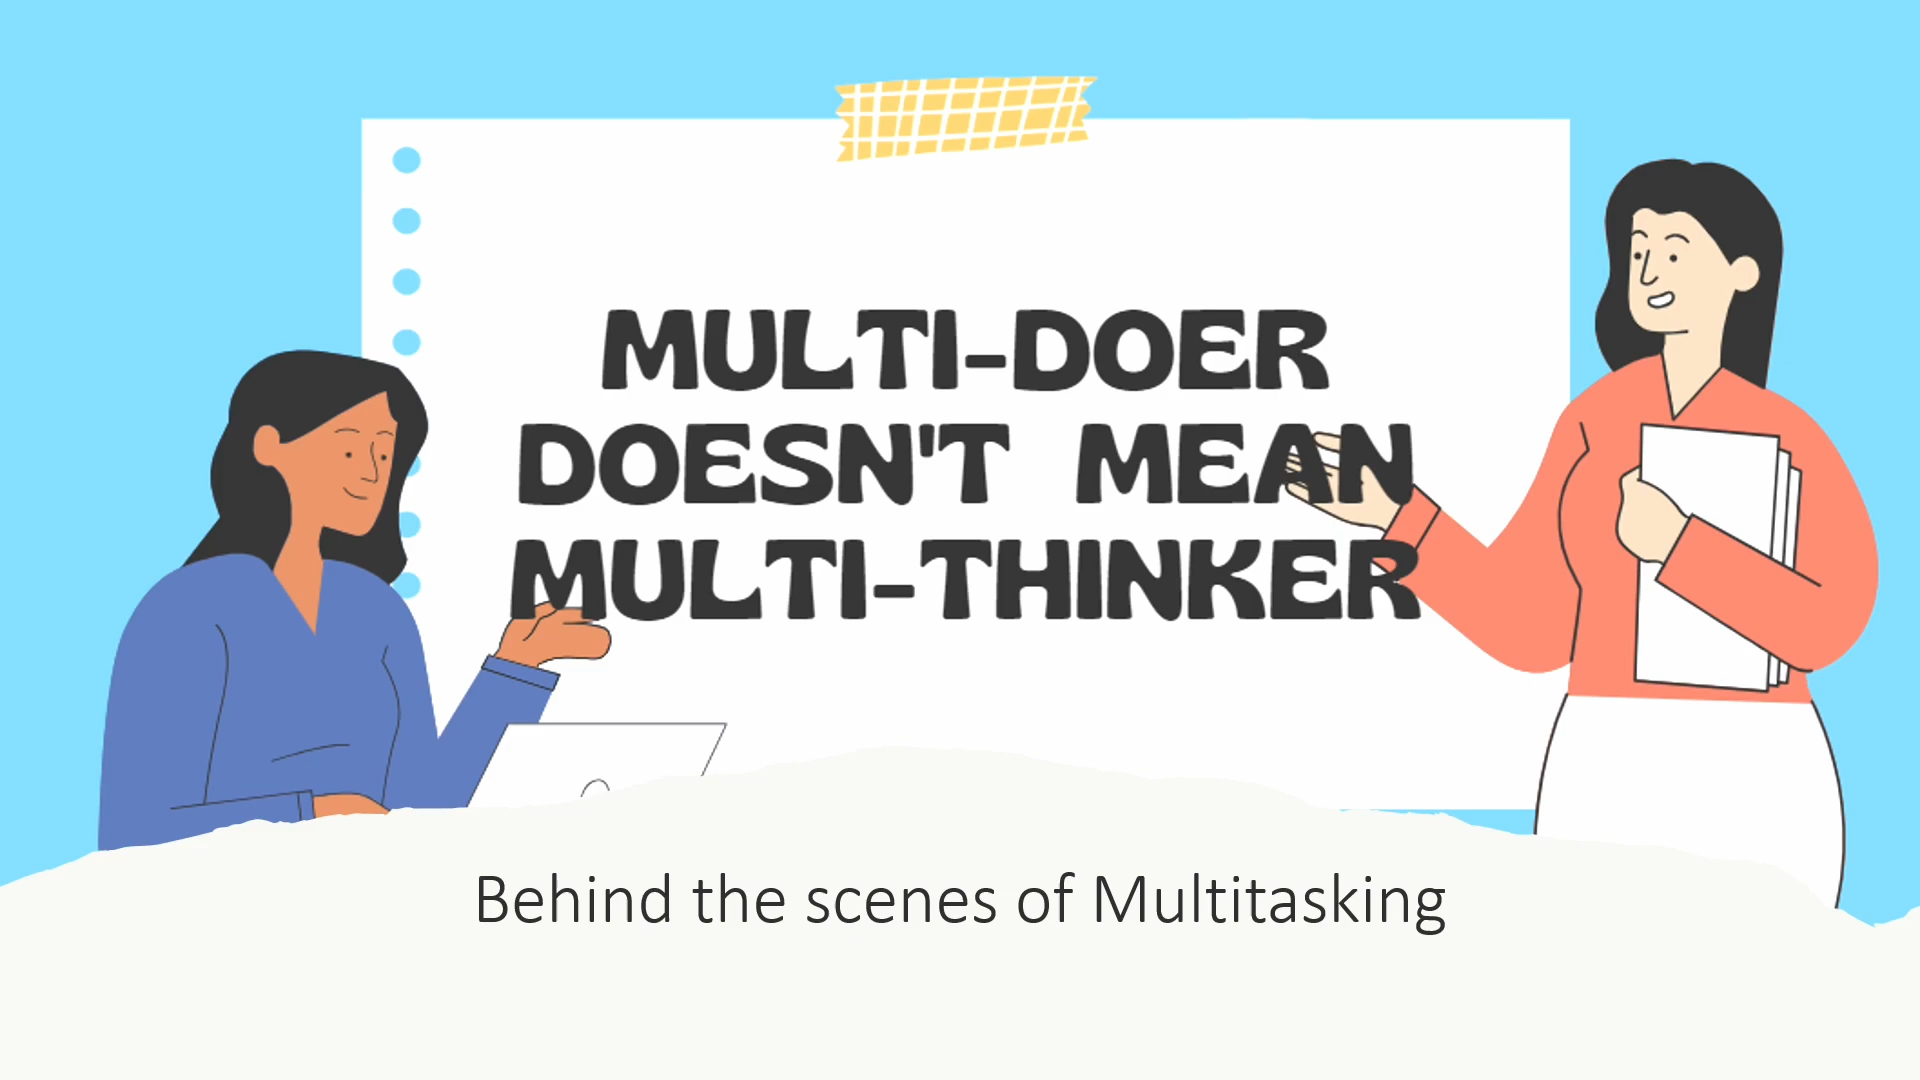 MULTI-DOER
DOESN'T MEAN
MULTI-THINKER
Behind the scenes of Multitasking